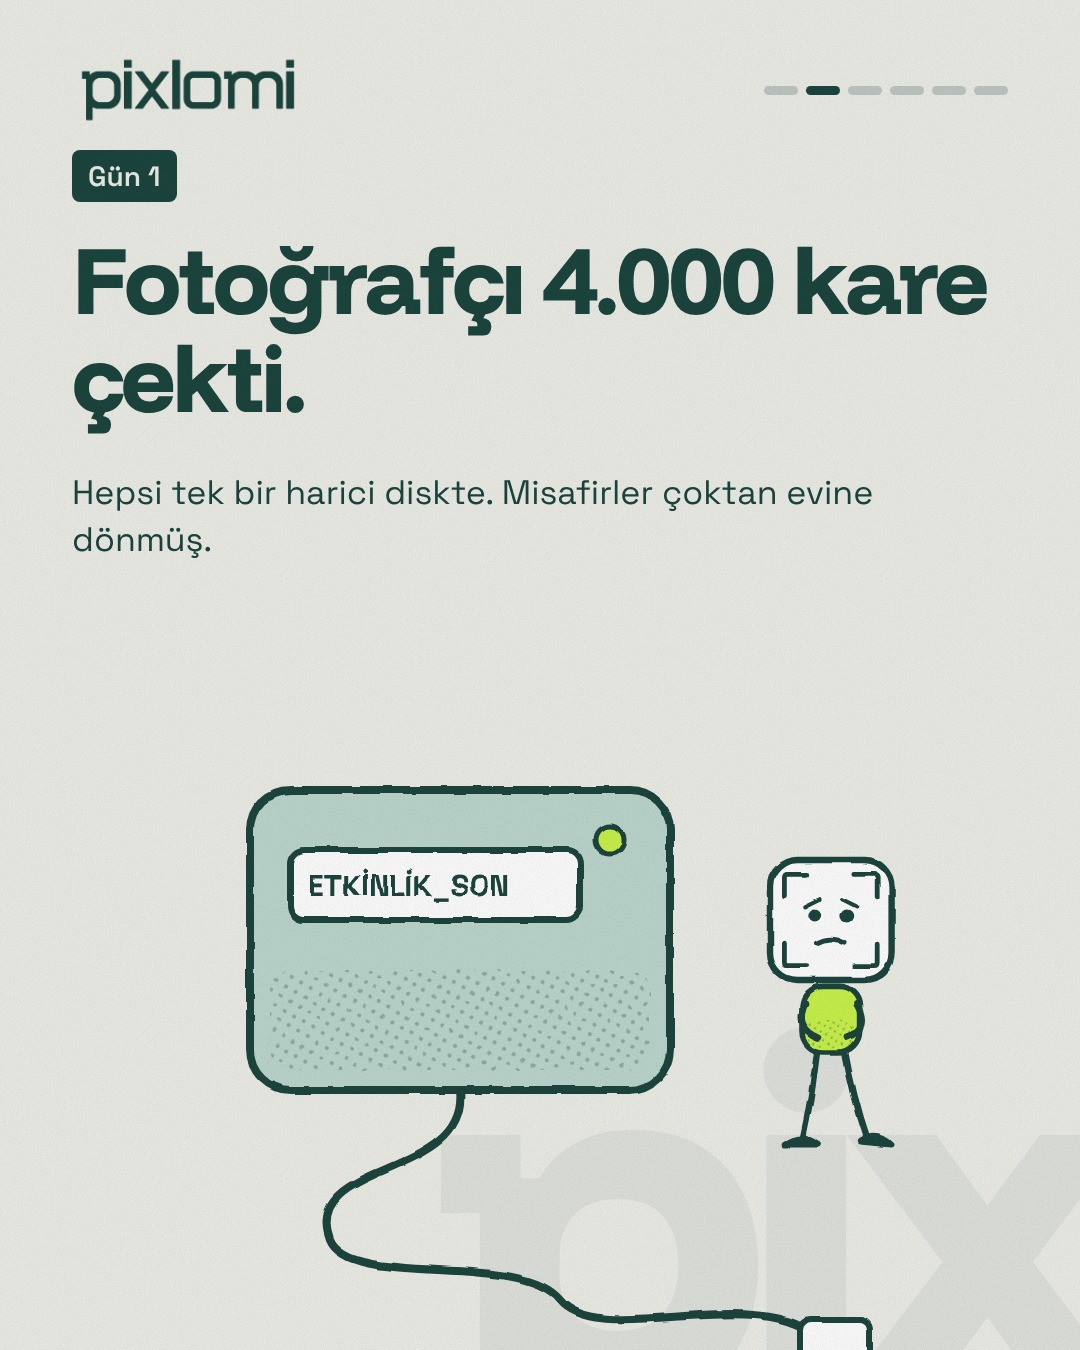 pixlomi
Gün 1
Fotoğrafçı 4.000 kare
çekti.
Hepsi tek bir harici diskte. Misafirler çoktan evine
dönmüş.
ETKİNLİK_SON
pix